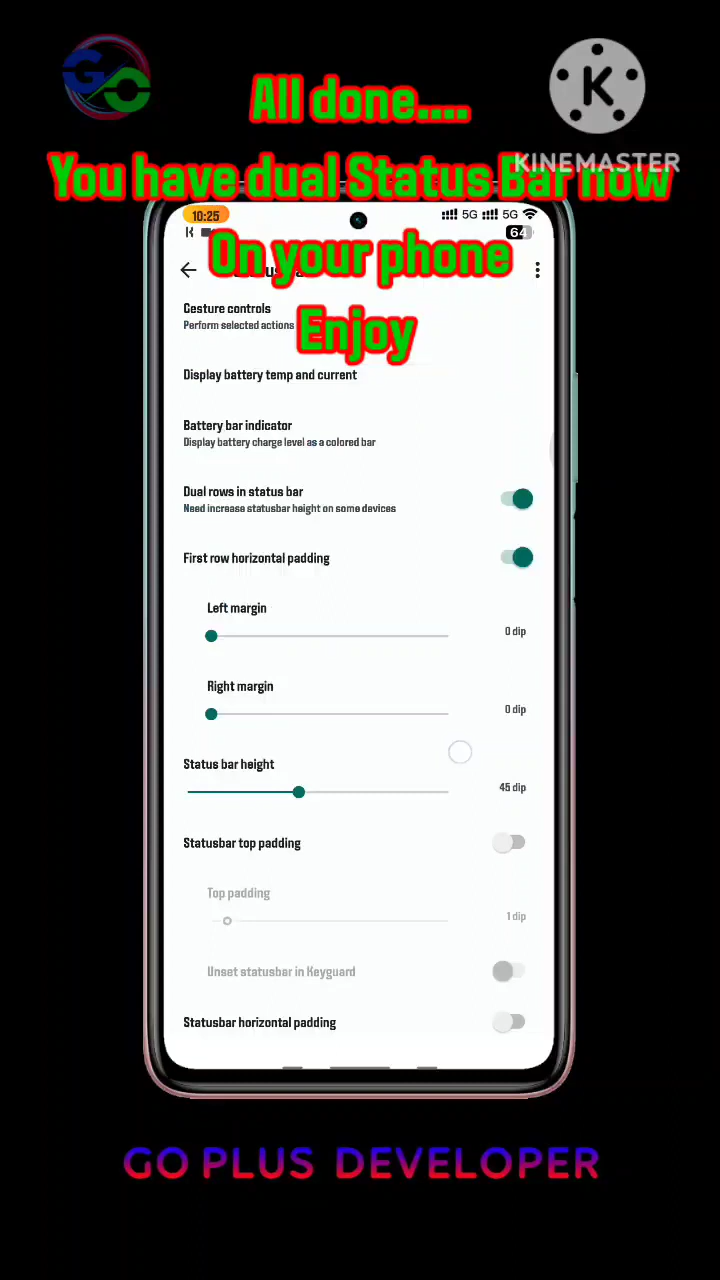 GO
All done....
KINEMASTER
You have dual Status Bar now
10:25
5G 5G
64
On your phone
Enjoy
Gesture controls
Perform selected actions
Display battery temp and current
Battery bar indicator
Display battery charge level as a colored bar
Dual rows in status bar
Need increase statusbar height on some devices
First row horizontal padding
Left margin
0 dip
Right margin
0 dip
Status bar height
45 dip
Statusbar top padding
Top padding
1 dip
Unset statusbar in Keyguard
Statusbar horizontal padding
GO PLUS DEVELOPER